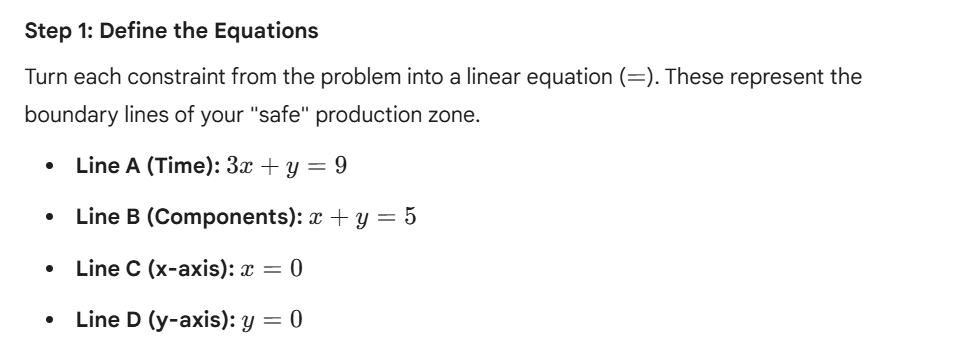 Step 1: Define the Equations
Turn each constraint from the problem into a linear equation (=). These represent the
boundary lines of your "safe" production zone.
• Line A (Time): 3x + y = 9
• Line B (Components): x + y = 5
• Line C (x-axis): x = 0
• Line D (y-axis): y = 0